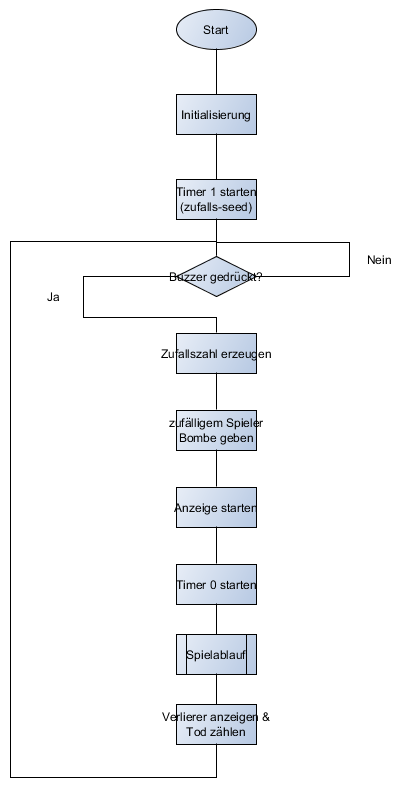 Start
Initialisierung
Timer 1 starten
(zufalls-seed)
Buzzer gedrückt?
Nein
Ja
Zufallszahl erzeugen
zufälligem Spieler
Bombe geben
Anzeige starten
Timer 0 starten
Spielablauf
Verlierer anzeigen &
Tod zählen